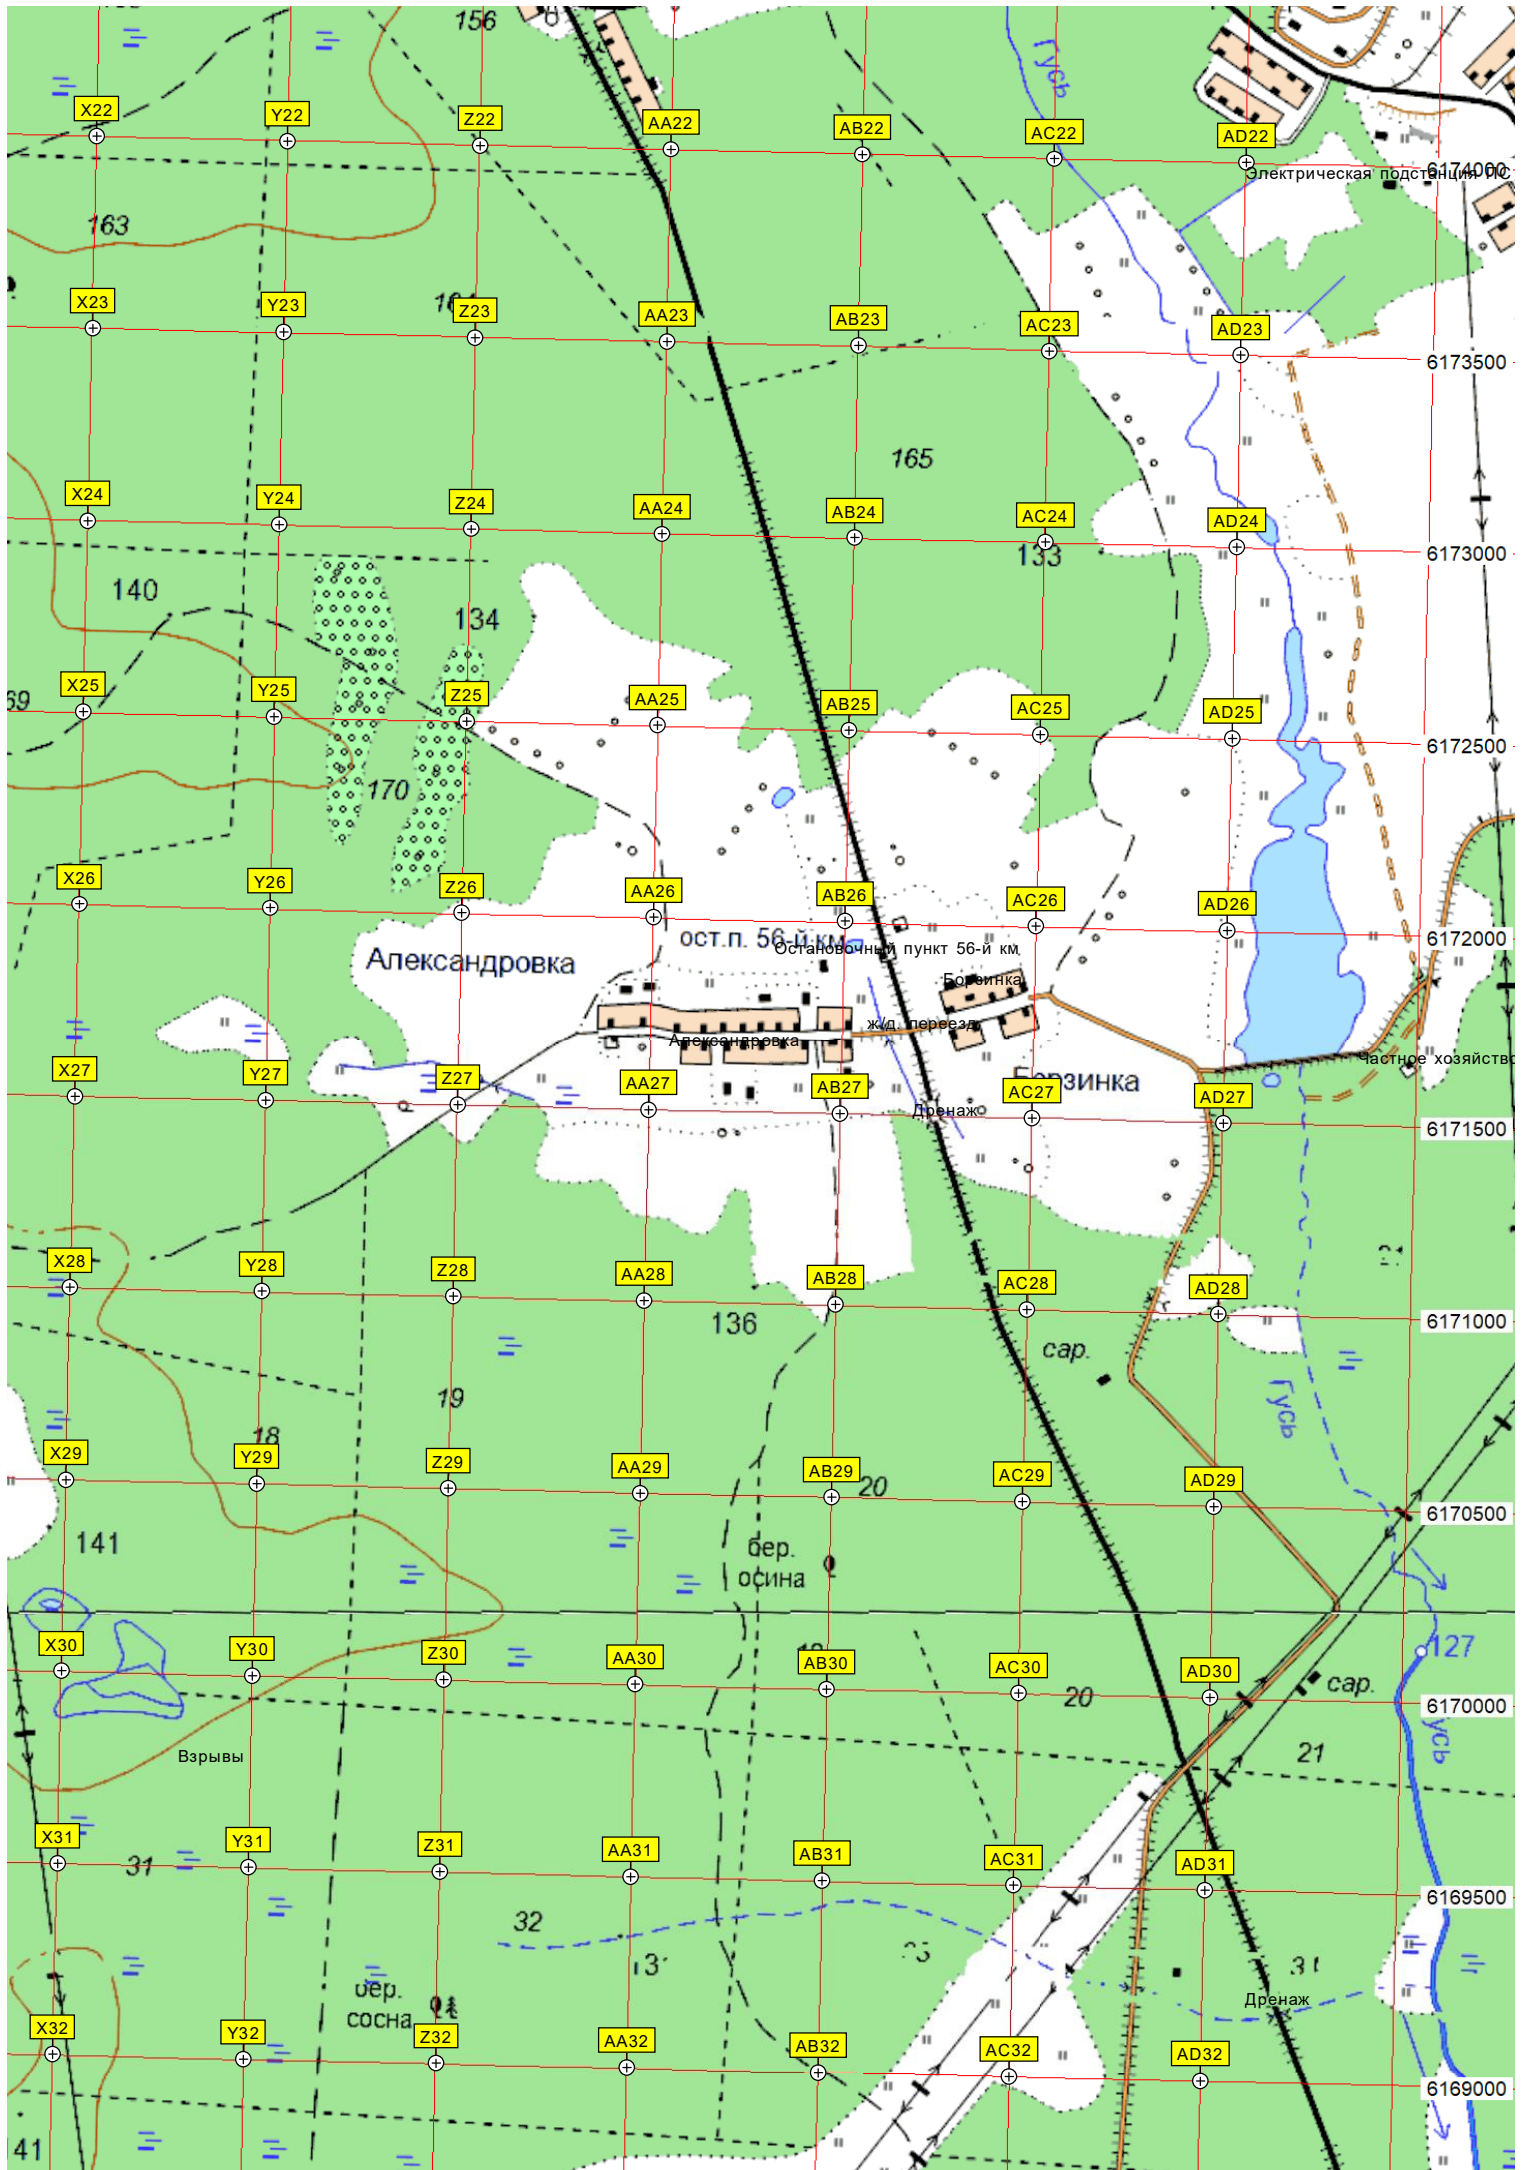 156
Гусь
X22
Y22
Z22
AA22
AB22
AC22
AD22
6174000
Электрическая подстанция ПС
163
X23
Y23
Z23
AA23
AB23
AC23
AD23
6173500
165
X24
Y24
Z24
AA24
AB24
AC24
AD24
6173000
133
140
134
X25
Y25
Z25
AA25
AB25
AC25
AD25
69
6172500
170
X26
Y26
Z26
AA26
AB26
AC26
AD26
6172000
ост.п. 56-й км
Остановочный пункт 56-й км
Александровка
Борзинка
ж/д. переезд
Александровка
Частное хозяйство
Борзинка
X27
Y27
Z27
AA27
AB27
AC27
AD27
Дренаж
6171500
X28
Y28
Z28
AA28
AB28
AC28
AD28
6171000
136
сар.
19
Гусь
18
X29
Y29
Z29
AA29
AB29
AC29
AD29
20
6170500
141
бер.
осина
X30
Y30
Z30
AA30
AB30
AC30
AD30
127
сар.
20
6170000
Взрывы
21
усь
X31
Y31
Z31
AA31
AB31
AC31
AD31
31
6169500
32
31
бер.
сосна
Дренаж
X32
Y32
Z32
AA32
AB32
AC32
AD32
6169000
41